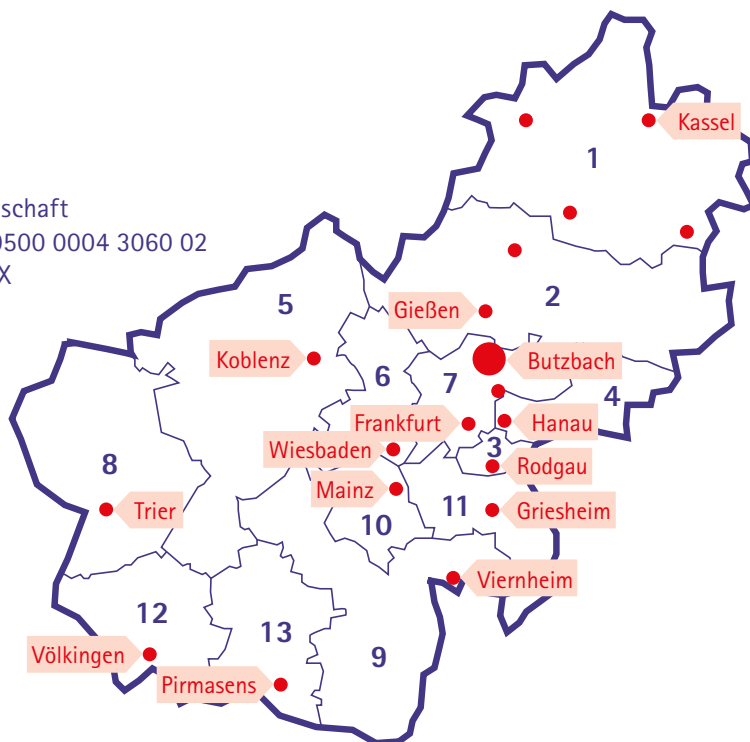 Kassel
1
schaft
0500 0004 3060 02
X
2
5
Gießen
Koblenz
Butzbach
6
7
4
Frankfurt
Hanau
3
Wiesbaden
Rodgau
8
Mainz
11
Trier
Griesheim
10
Viernheim
12
13
9
Völkingen
Pirmasens